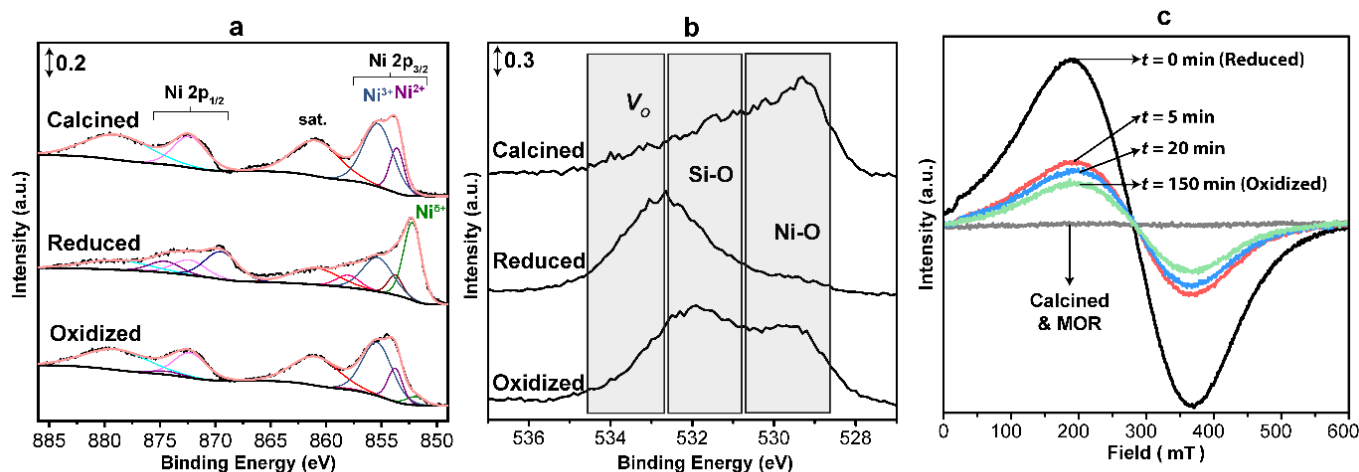 a
0.2
Ni 2p3/2
Ni3+ Ni2+
Ni 2p1/2
sat.
Calcined
Niδ+
Reduced
Oxidized
Intensity (a.u.)
885 880 875 870 865 860 855 850
Binding Energy (eV)
b
0.3
VO
Calcined
Si-O
Ni-O
Reduced
Oxidized
Intensity (a.u.)
536 534 532 530 528
Binding Energy (eV)
c
t = 0 min (Reduced)
t = 5 min
t = 20 min
t = 150 min (Oxidized)
Calcined
& MOR
Intensity (a.u.)
0 100 200 300 400 500 600
Field ( mT)